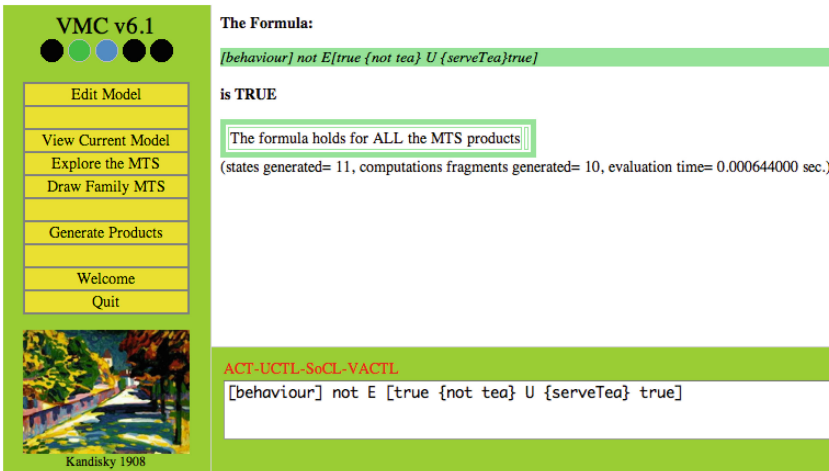 VMC v6.1
Edit Model
View Current Model
Explore the MTS
Draw Family MTS
Generate Products
Welcome
Quit
Kandisky 1908
The Formula:
[behaviour] not E[true {not tea} U {serveTea}true]
is TRUE
The formula holds for ALL the MTS products
(states generated= 11, computations fragments generated= 10, evaluation time= 0.000644000 sec.)
ACT-UCTL-SoCL-VACTL
[behaviour] not E [true {not tea} U {serveTea} true]